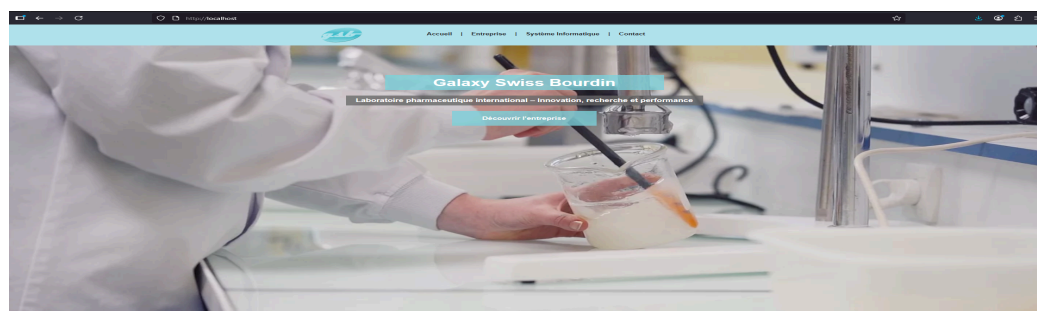 http://localhost
Accueil | Entreprise | Système Informatique | Contact
Galaxy Swiss Bourdin
Laboratoire pharmaceutique international – Innovation, recherche et performance
Découvrir l'entreprise